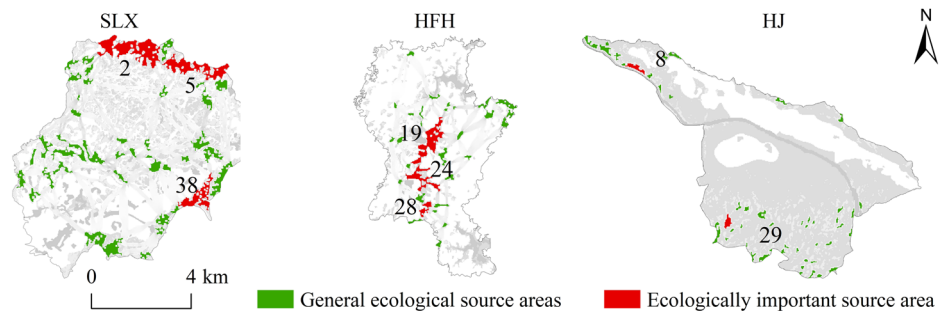 SLX
HFH
HJ
N
2
5
38
19
24
28
8
29
0 4 km
General ecological source areas
Ecologically important source area